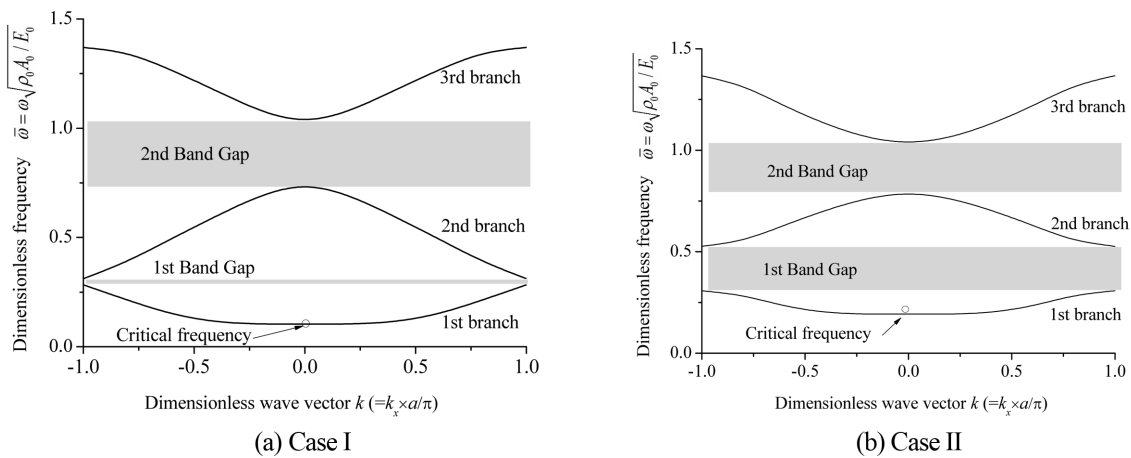 Dimensionless frequency ω̄ = ω√ρ₀A₀ / E₀
1.5
1.0
0.5
0.0
3rd branch
2nd Band Gap
2nd branch
1st Band Gap
1st branch
Critical frequency
-1.0 -0.5 0.0 0.5 1.0
Dimensionless wave vector k (=kₓ×a/π)
(a) Case I
Dimensionless frequency ω̄ = ω√ρ₀A₀ / E₀
1.5
1.0
0.5
0.0
3rd branch
2nd Band Gap
2nd branch
1st Band Gap
1st branch
Critical frequency
-1.0 -0.5 0.0 0.5 1.0
Dimensionless wave vector k (=kₓ×a/π)
(b) Case II